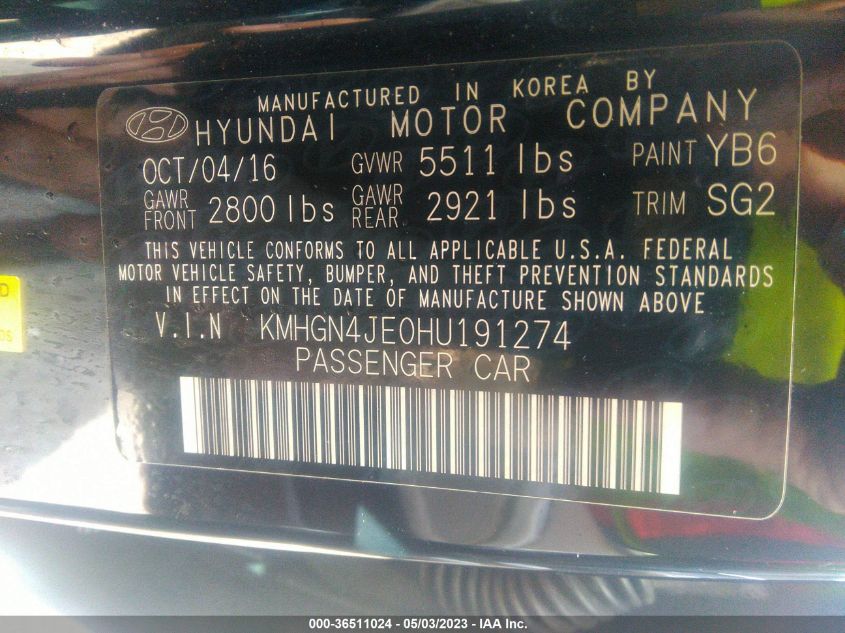 MANUFACTURED IN KOREA BY
HYUNDAI MOTOR COMPANY
OCT/04/16 GVWR 5511 lbs PAINT YB6
GAWR FRONT 2800 lbs GAWR REAR 2921 lbs TRIM SG2
THIS VEHICLE CONFORMS TO ALL APPLICABLE U.S.A. FEDERAL
MOTOR VEHICLE SAFETY, BUMPER, AND THEFT PREVENTION STANDARDS
IN EFFECT ON THE DATE OF MANUFACTURE SHOWN ABOVE
V.I.N KMHGN4JE0HU191274
PASSENGER CAR
000-36511024 - 05/03/2023 - IAA Inc.